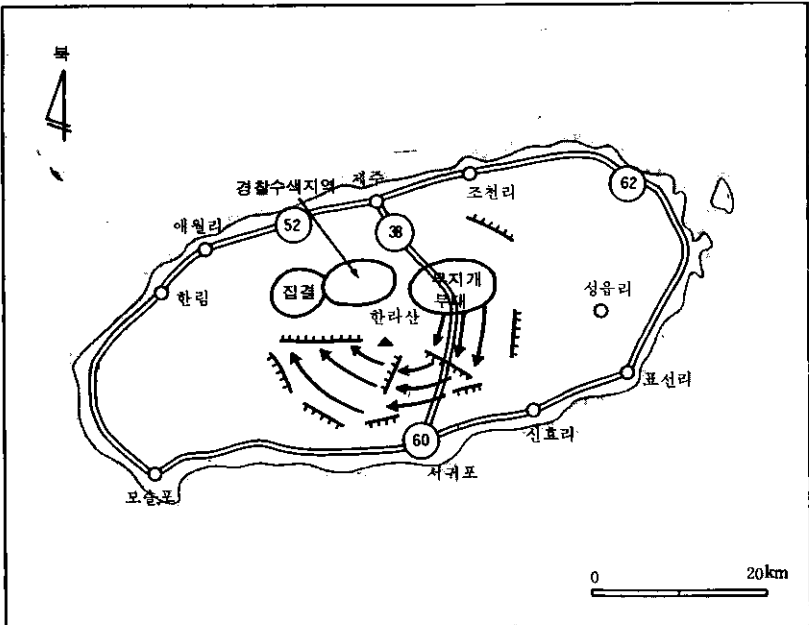 북
경찰수색지역
제주
조천리
62
애월리
52
38
한림
집결
무지개
부대
성읍리
한라산
표선리
신효리
60
서귀포
모슬포
0 20km